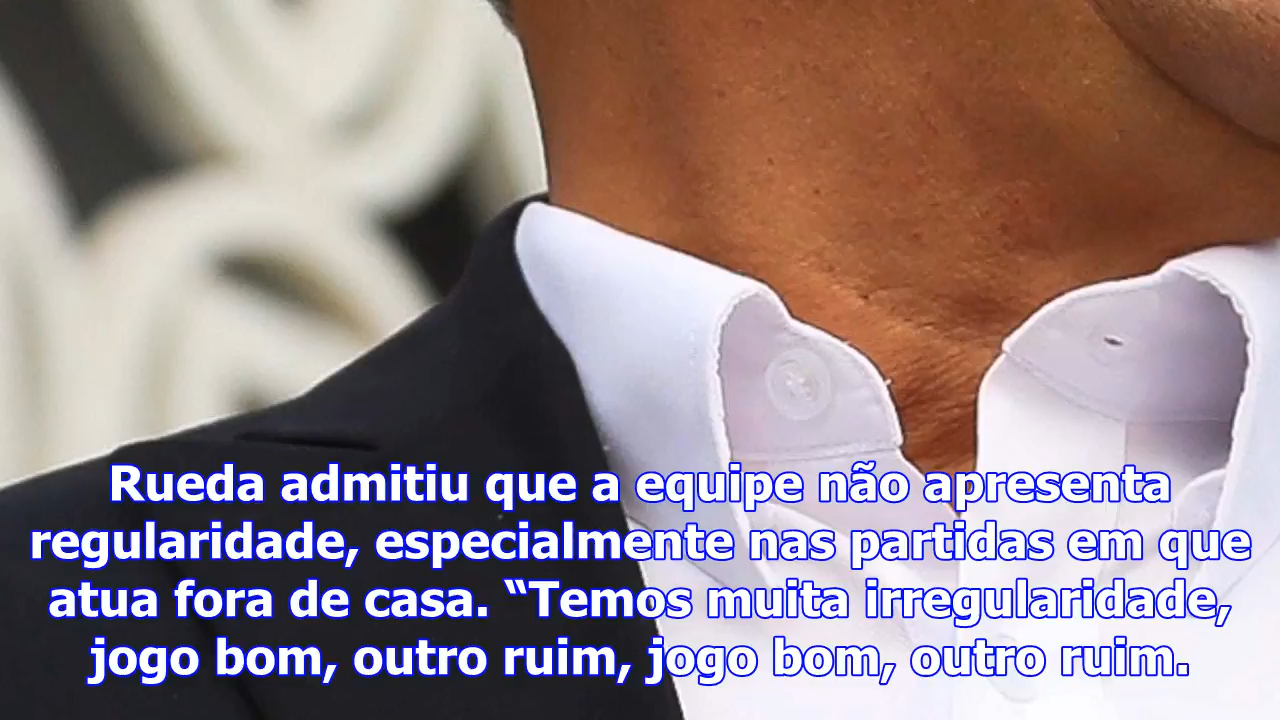 Rueda admitiu que a equipe não apresenta
regularidade, especialmente nas partidas em que
atua fora de casa. “Temos muita irregularidade,
jogo bom, outro ruim, jogo bom, outro ruim.